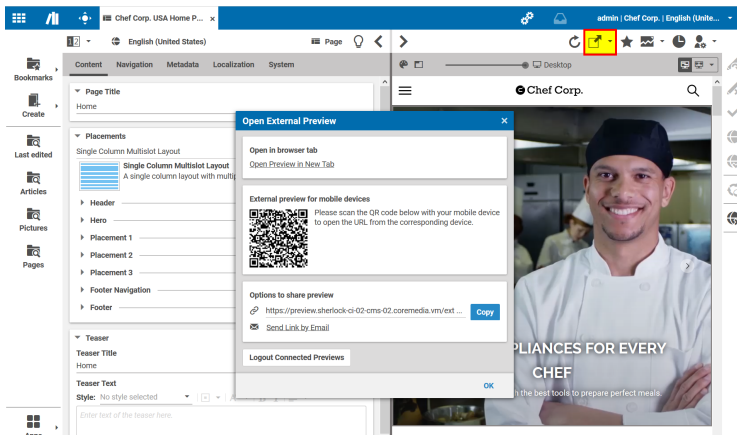 Chef Corp. USA Home P... ×
admin | Chef Corp. | English (Unite...
English (United States)
Page
Bookmarks
Create
Last edited
Articles
Pictures
Pages
Content Navigation Metadata Localization System
Page Title
Home
Placements
Single Column Multislot Layout
Single Column Multislot Layout
A single column layout with multip
Header
Hero
Placement 1
Placement 2
Placement 3
Footer Navigation
Footer
Teaser
Teaser Title
Home
Teaser Text
Style: No style selected
Enter text of the teaser here.
Open External Preview ×
Open in browser tab
Open Preview in New Tab
External preview for mobile devices
Please scan the QR code below with your mobile device
to open the URL from the corresponding device.
Options to share preview
https://preview.sherlock-ci-02-cms-02.coremedia.vm/ext ... Copy
Send Link by Email
Logout Connected Previews
OK
Desktop
Chef Corp.
PLIANCES FOR EVERY
CHEF
the best tools to prepare perfect meals.